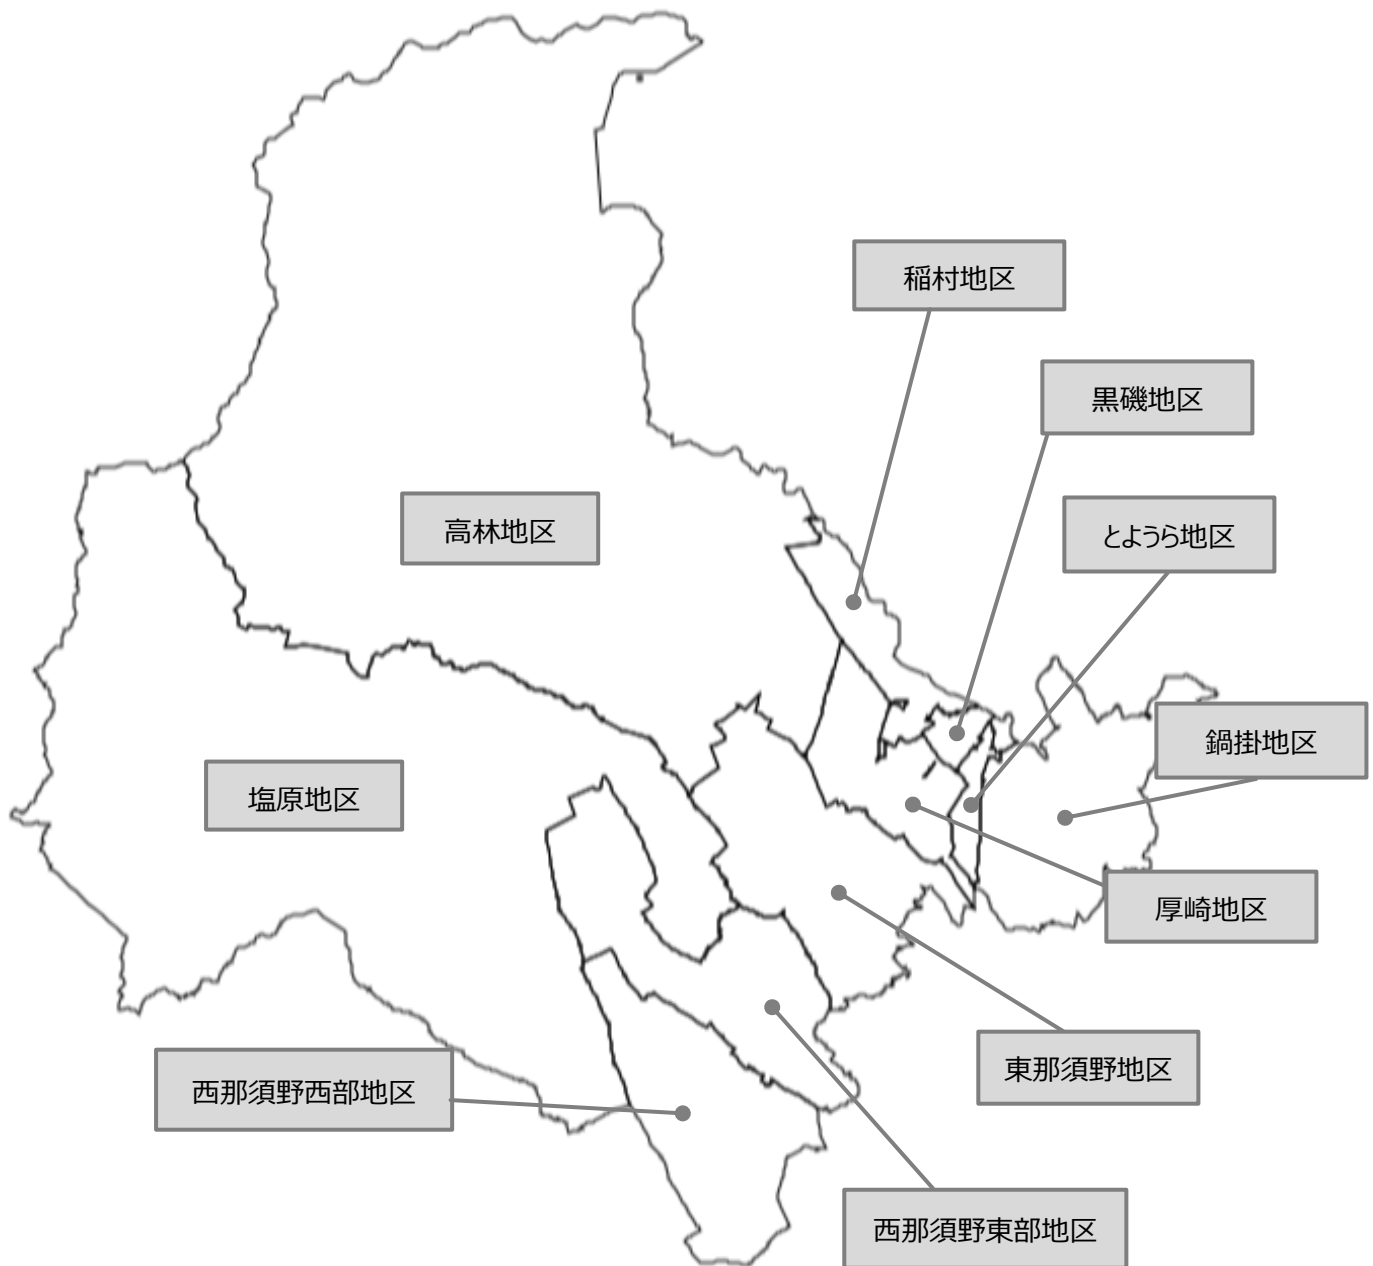 稲村地区
黒磯地区
高林地区
とようら地区
鍋掛地区
塩原地区
厚崎地区
東那須野地区
西那須野西部地区
西那須野東部地区